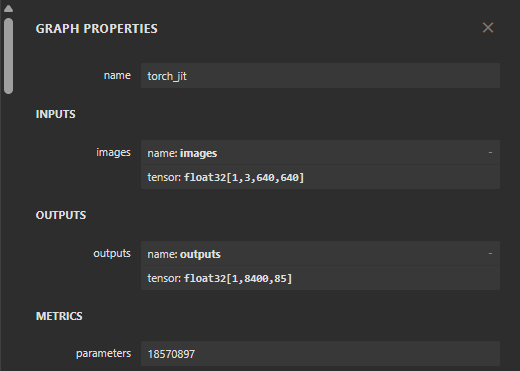 GRAPH PROPERTIES
name torch_jit
INPUTS
images name: images -
tensor: float32[1,3,640,640]
OUTPUTS
outputs name: outputs -
tensor: float32[1,8400,85]
METRICS
parameters 18570897